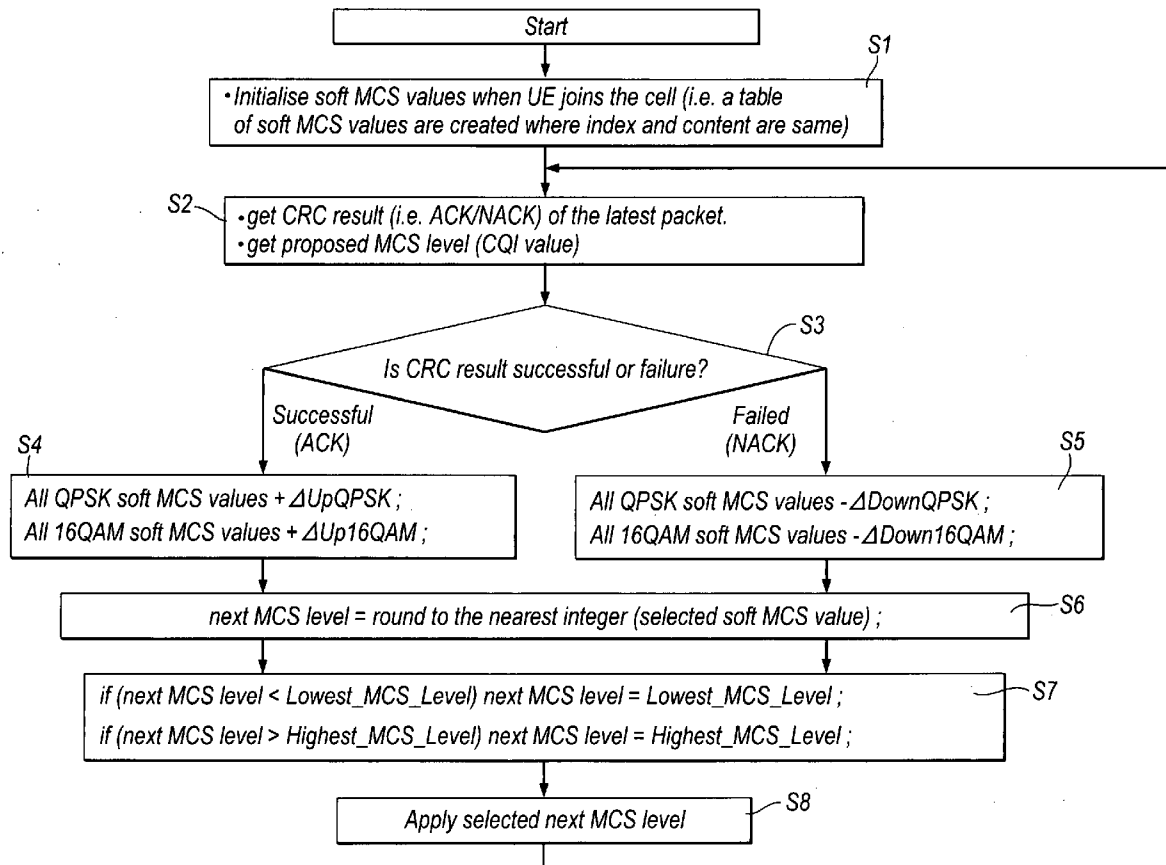 Start
S1
• Initialise soft MCS values when UE joins the cell (i.e. a table
of soft MCS values are created where index and content are same)
S2
• get CRC result (i.e. ACK/NACK) of the latest packet.
• get proposed MCS level (CQI value)
S3
Is CRC result successful or failure?
Successful
(ACK)
Failed
(NACK)
S4
All QPSK soft MCS values + ΔUpQPSK ;
All 16QAM soft MCS values + ΔUp16QAM ;
S5
All QPSK soft MCS values - ΔDownQPSK ;
All 16QAM soft MCS values - ΔDown16QAM ;
next MCS level = round to the nearest integer (selected soft MCS value) ;
S6
if (next MCS level < Lowest_MCS_Level) next MCS level = Lowest_MCS_Level ;
if (next MCS level > Highest_MCS_Level) next MCS level = Highest_MCS_Level ;
S7
Apply selected next MCS level
S8